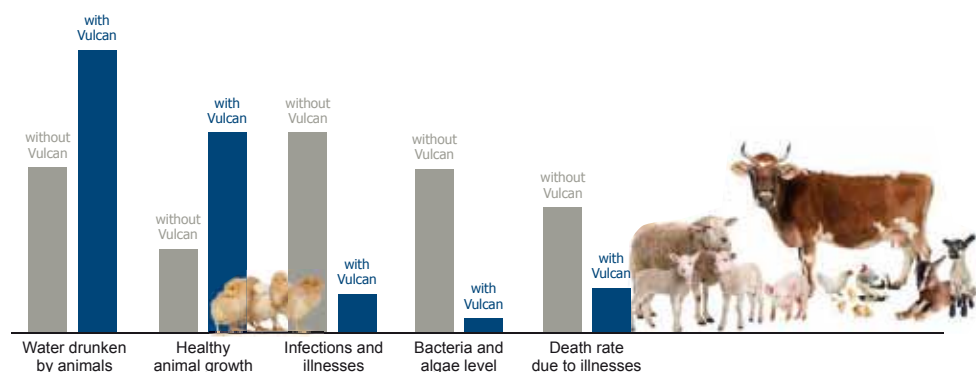 with
Vulcan
without
Vulcan
Water drunken
by animals
with
Vulcan
without
Vulcan
Healthy
animal growth
without
Vulcan
with
Vulcan
Infections and
illnesses
without
Vulcan
with
Vulcan
Bacteria and
algae level
without
Vulcan
with
Vulcan
Death rate
due to illnesses